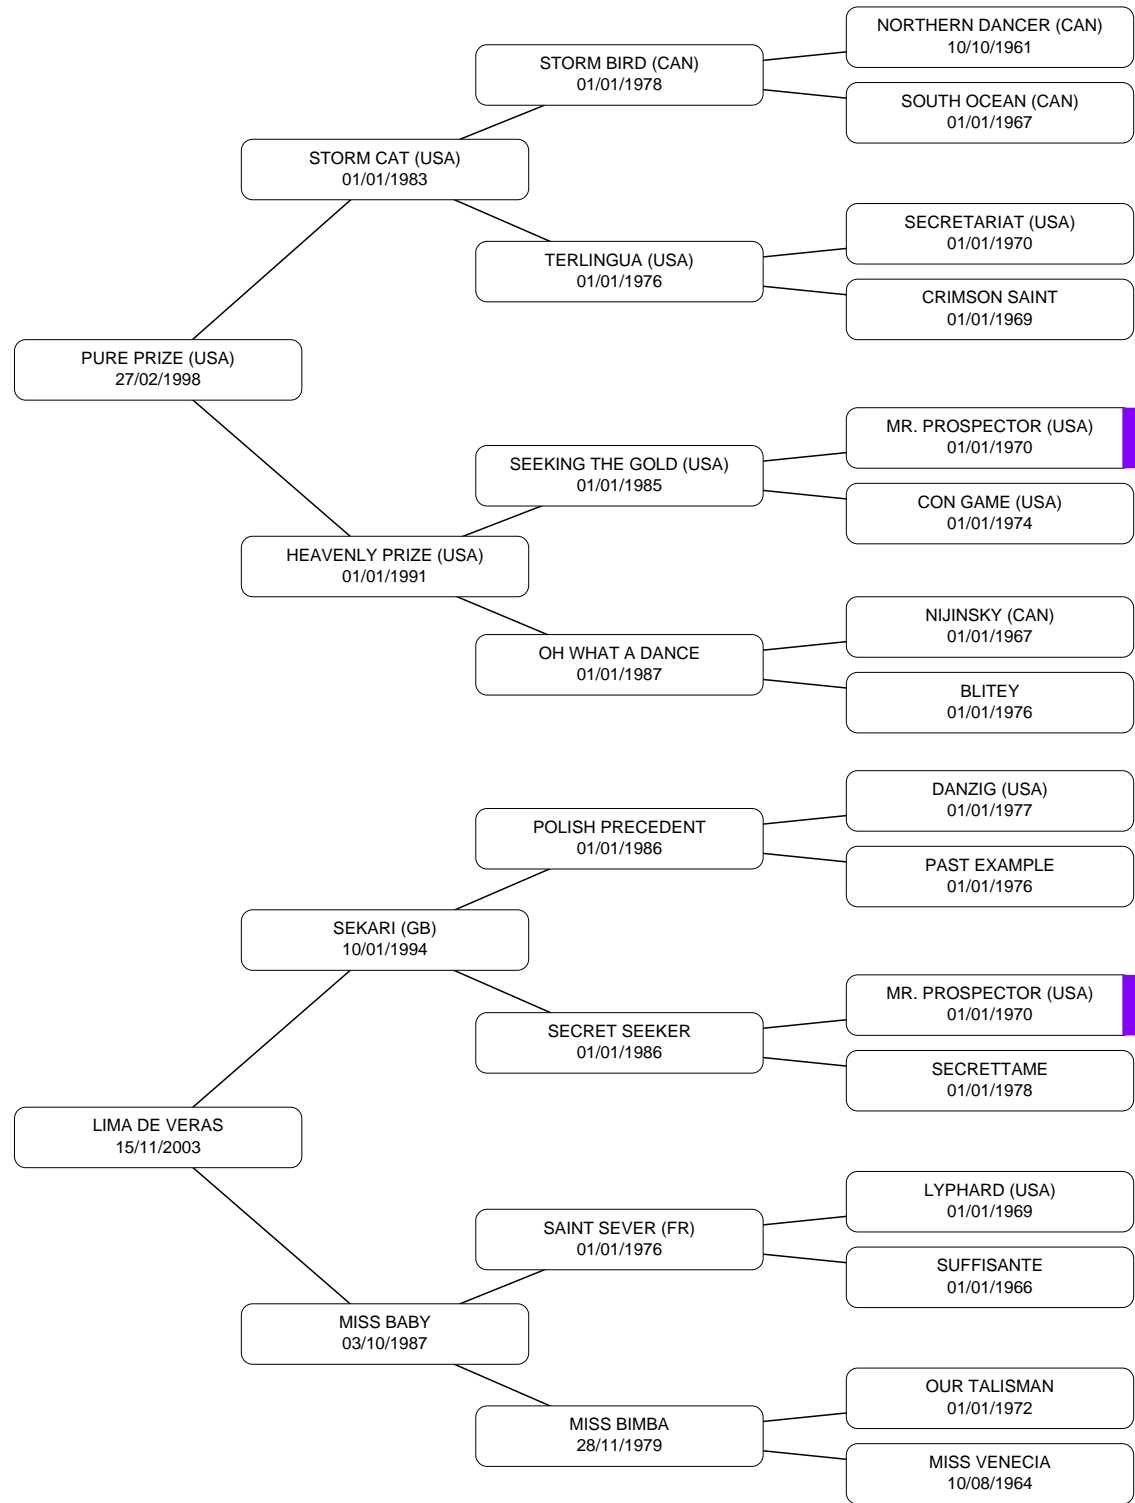 NORTHERN DANCER (CAN)
10/10/1961
STORM BIRD (CAN)
01/01/1978
SOUTH OCEAN (CAN)
01/01/1967
STORM CAT (USA)
01/01/1983
SECRETARIAT (USA)
01/01/1970
TERLINGUA (USA)
01/01/1976
CRIMSON SAINT
01/01/1969
PURE PRIZE (USA)
27/02/1998
MR. PROSPECTOR (USA)
01/01/1970
SEEKING THE GOLD (USA)
01/01/1985
CON GAME (USA)
01/01/1974
HEAVENLY PRIZE (USA)
01/01/1991
NIJINSKY (CAN)
01/01/1967
OH WHAT A DANCE
01/01/1987
BLITEY
01/01/1976
DANZIG (USA)
01/01/1977
POLISH PRECEDENT
01/01/1986
PAST EXAMPLE
01/01/1976
SEKARI (GB)
10/01/1994
MR. PROSPECTOR (USA)
01/01/1970
SECRET SEEKER
01/01/1986
SECRETTAME
01/01/1978
LIMA DE VERAS
15/11/2003
LYPHARD (USA)
01/01/1969
SAINT SEVER (FR)
01/01/1976
SUFFISANTE
01/01/1966
MISS BABY
03/10/1987
OUR TALISMAN
01/01/1972
MISS BIMBA
28/11/1979
MISS VENECIA
10/08/1964